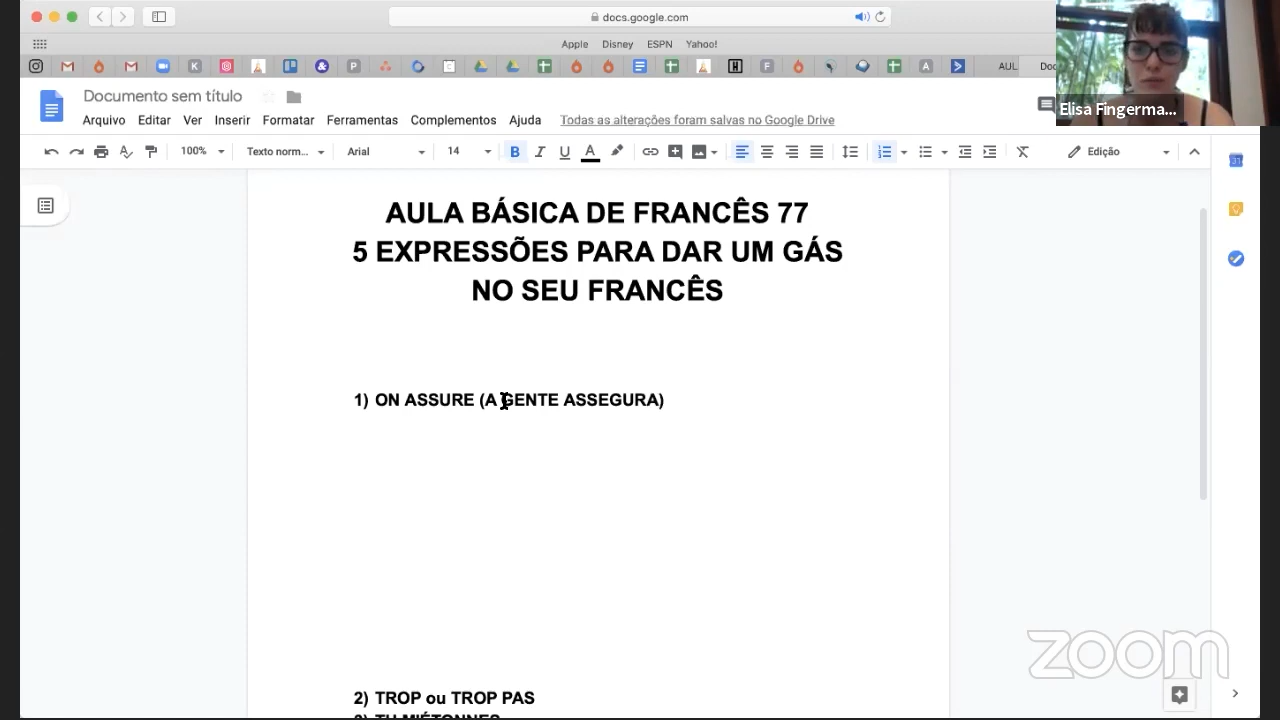 docs.google.com
Apple Disney ESPN Yahoo!
AUL
Doc
Elisa Fingerma...
Documento sem título
Arquivo Editar Ver Inserir Formatar Ferramentas Complementos Ajuda Todas as alterações foram salvas no Google Drive
100% Texto norm... Arial 14 B I U A Edição
AULA BÁSICA DE FRANCÊS 77
5 EXPRESSÕES PARA DAR UM GÁS
NO SEU FRANCÊS
1) ON ASSURE (A GENTE ASSEGURA)
2) TROP ou TROP PAS
3) TU M'ÉTONNES
zoom